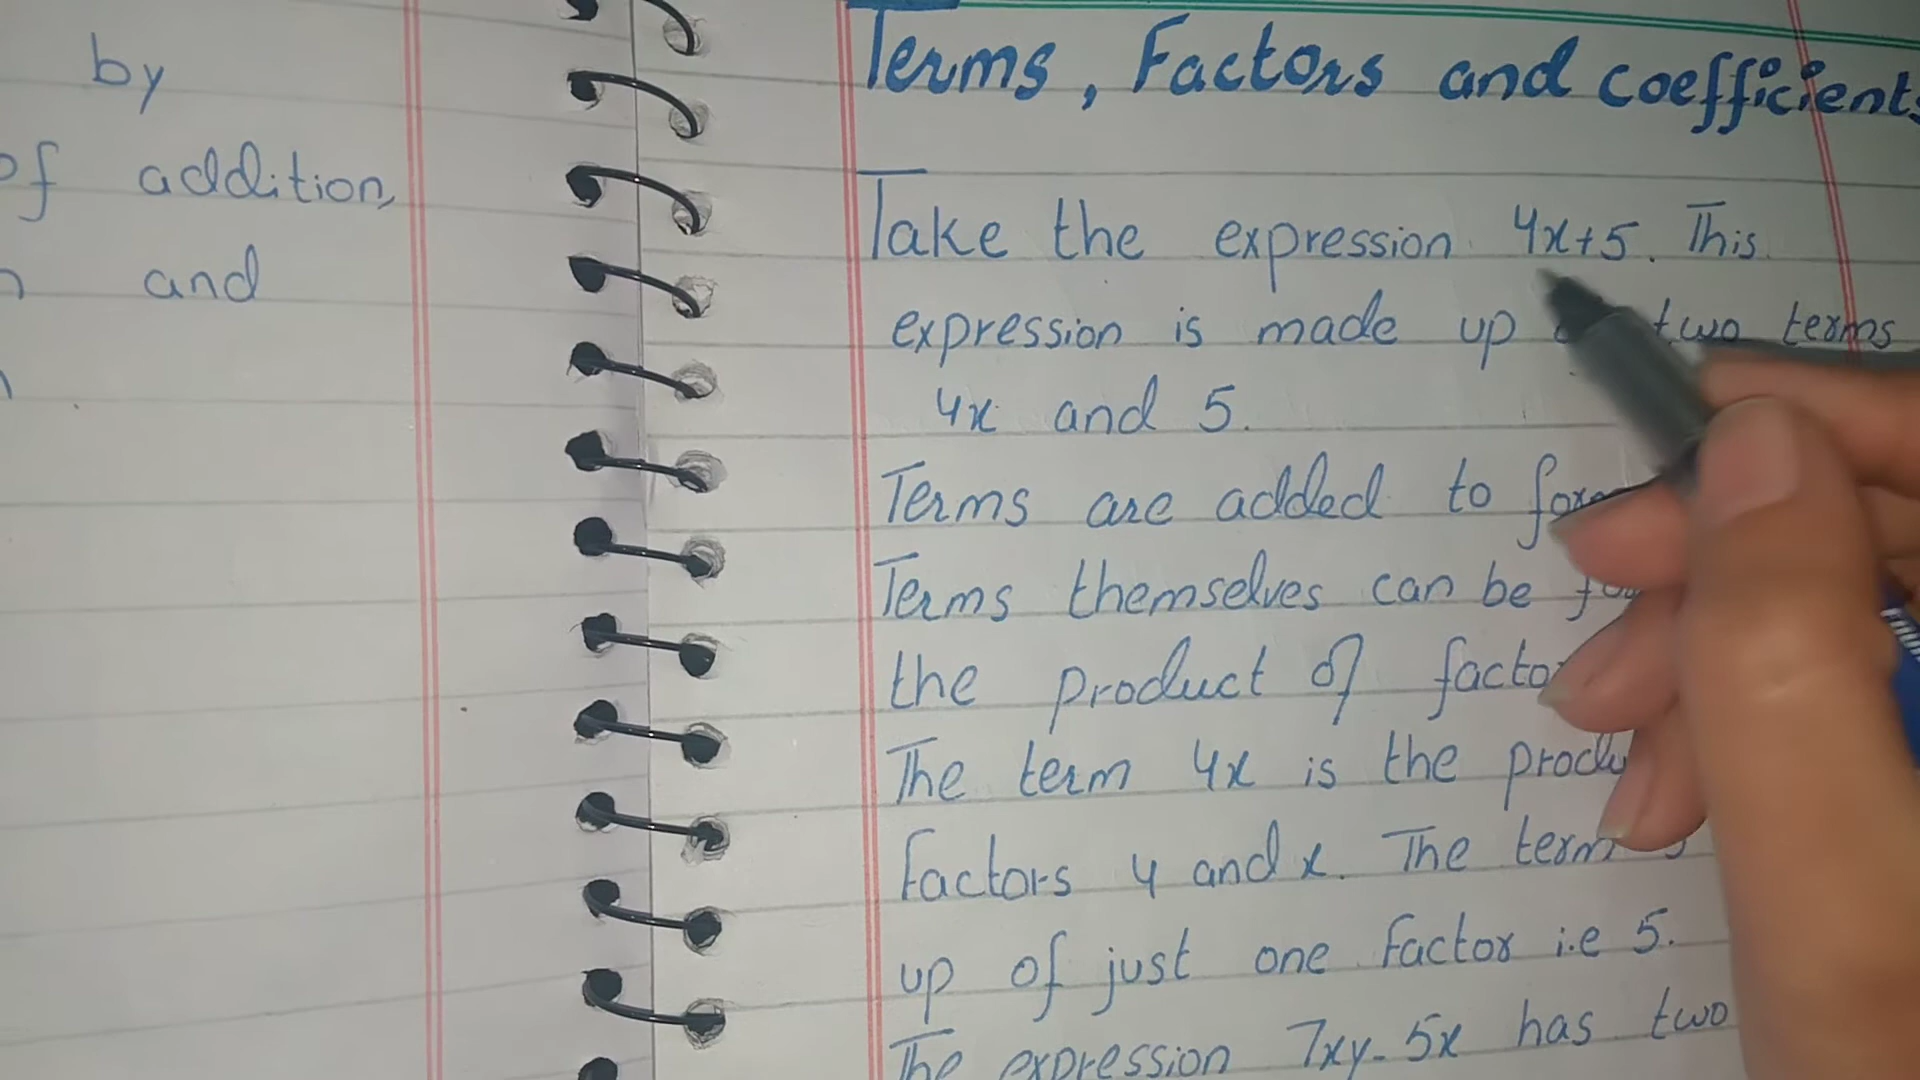 by
of addition,
and
Terms, Factors and coefficients
Take the expression 4x+5. This
expression is made up two terms
4x and 5.
Terms are added to
Terms themselves can be
the product of
The term 4x is the
Factors 4 and x. The term
up of just one factor i.e 5.
The expression 7xy-5x has two